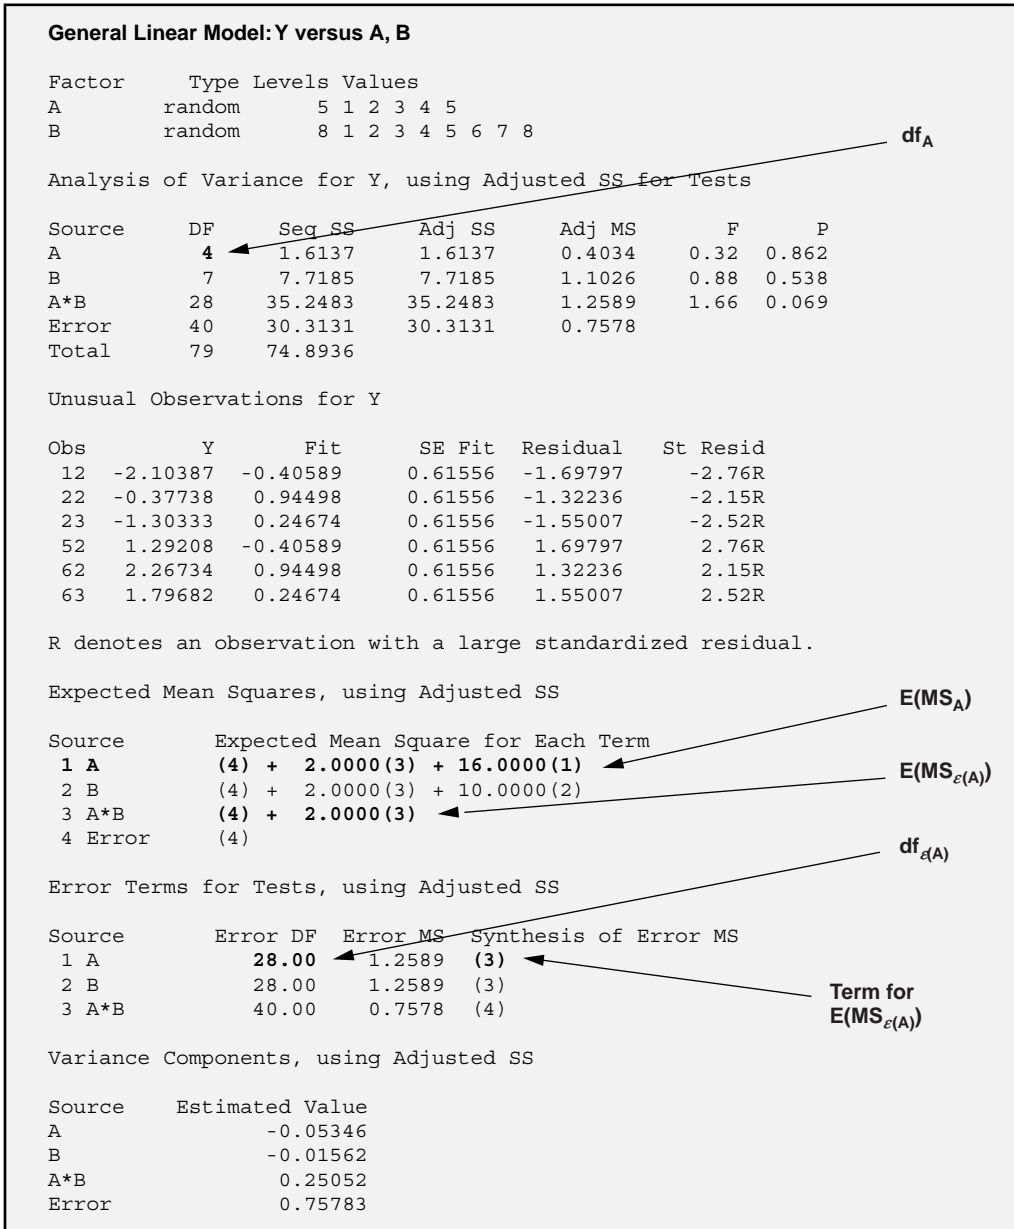 General Linear Model: Y versus A, B
Factor Type Levels Values
A random 5 1 2 3 4 5
B random 8 1 2 3 4 5 6 7 8
df_A
Analysis of Variance for Y, using Adjusted SS for Tests
Source DF Seq SS Adj SS Adj MS F P
A 4 1.6137 1.6137 0.4034 0.32 0.862
B 7 7.7185 7.7185 1.1026 0.88 0.538
A*B 28 35.2483 35.2483 1.2589 1.66 0.069
Error 40 30.3131 30.3131 0.7578
Total 79 74.8936
Unusual Observations for Y
Obs Y Fit SE Fit Residual St Resid
12 -2.10387 -0.40589 0.61556 -1.69797 -2.76R
22 -0.37738 0.94498 0.61556 -1.32236 -2.15R
23 -1.30333 0.24674 0.61556 -1.55007 -2.52R
52 1.29208 -0.40589 0.61556 1.69797 2.76R
62 2.26734 0.94498 0.61556 1.32236 2.15R
63 1.79682 0.24674 0.61556 1.55007 2.52R
R denotes an observation with a large standardized residual.
Expected Mean Squares, using Adjusted SS
E(MS_A)
Source Expected Mean Square for Each Term
1 A (4) + 2.0000(3) + 16.0000(1)
2 B (4) + 2.0000(3) + 10.0000(2)
E(MS_ε(A))
3 A*B (4) + 2.0000(3)
4 Error (4)
df_ε(A)
Error Terms for Tests, using Adjusted SS
Source Error DF Error MS Synthesis of Error MS
1 A 28.00 1.2589 (3)
2 B 28.00 1.2589 (3)
3 A*B 40.00 0.7578 (4)
Term for
E(MS_ε(A))
Variance Components, using Adjusted SS
Source Estimated Value
A -0.05346
B -0.01562
A*B 0.25052
Error 0.75783